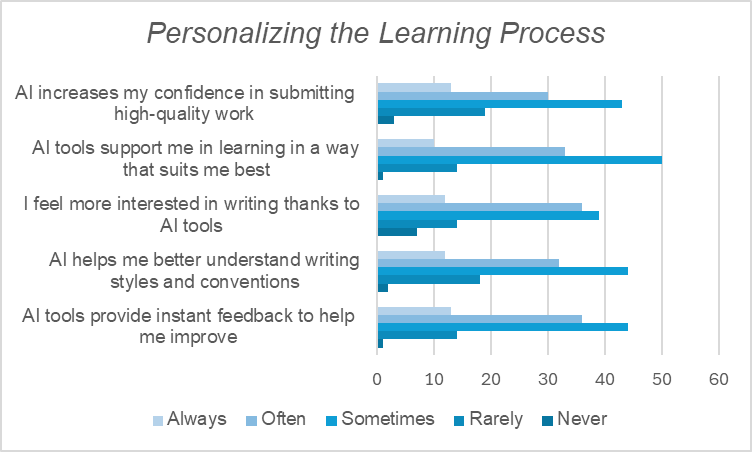 Personalizing the Learning Process
AI increases my confidence in submitting
high-quality work
AI tools support me in learning in a way
that suits me best
I feel more interested in writing thanks to
AI tools
AI helps me better understand writing
styles and conventions
AI tools provide instant feedback to help
me improve
0 10 20 30 40 50 60
Always Often Sometimes Rarely Never